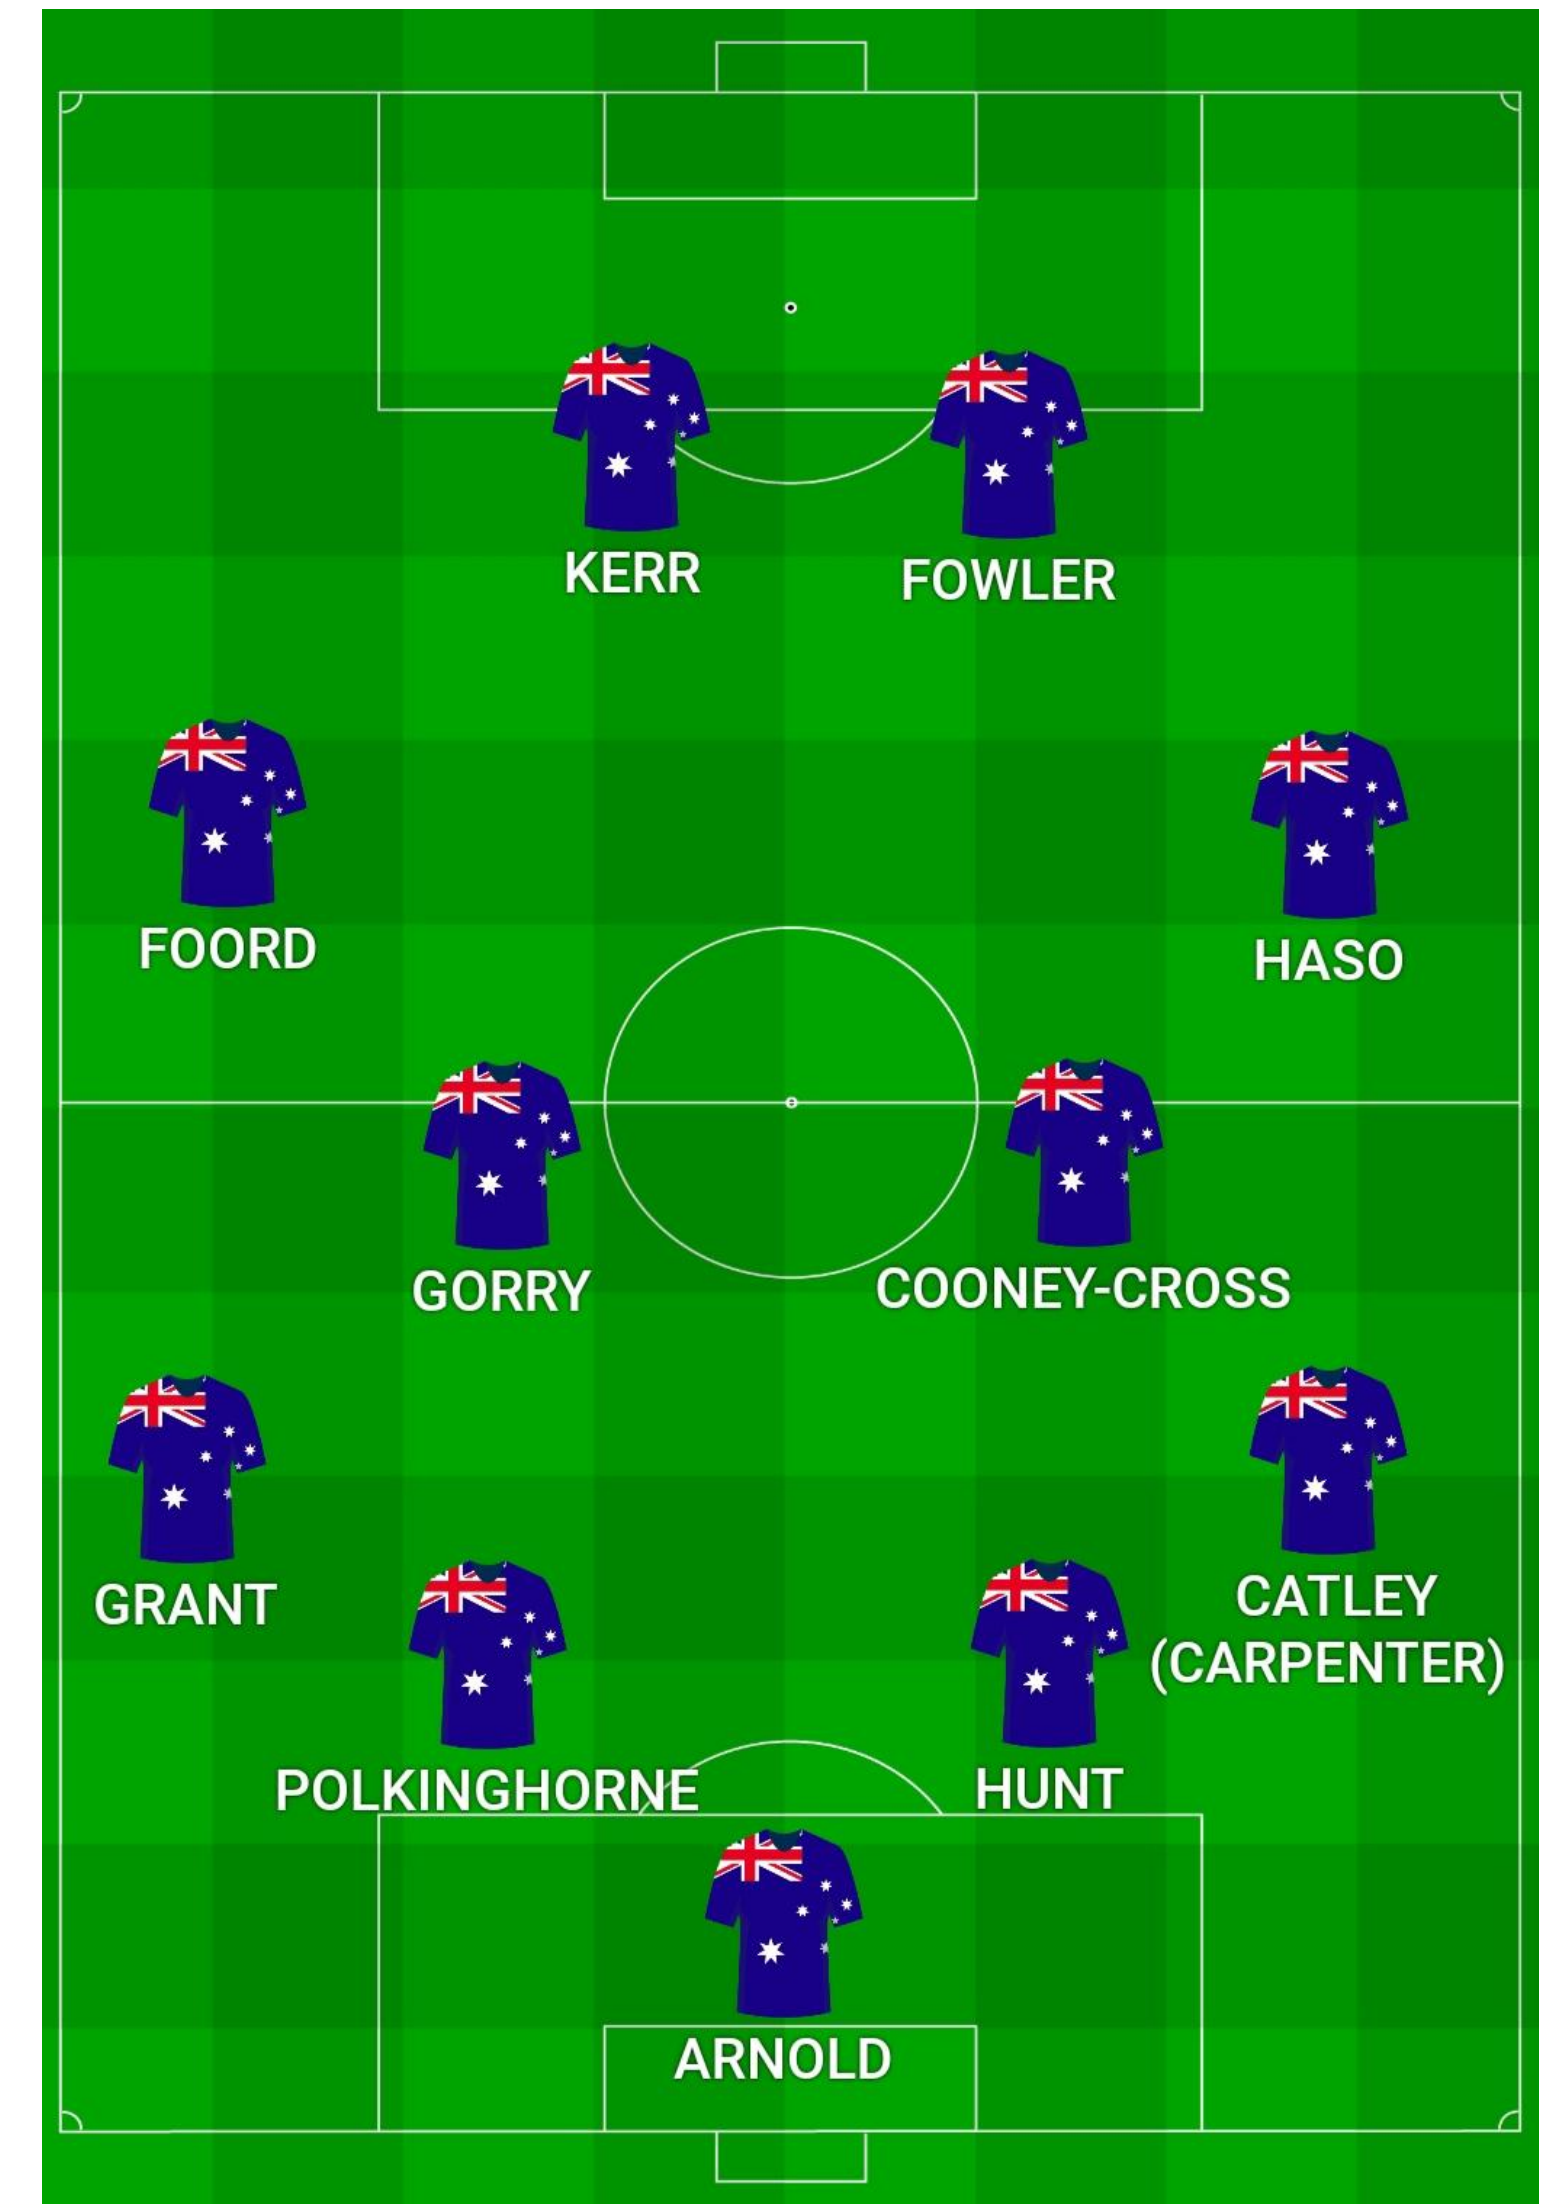 KERR
FOWLER
FOORD
HASO
GORRY
COONEY-CROSS
GRANT
CATLEY
(CARPENTER)
POLKINGHORNE
HUNT
ARNOLD